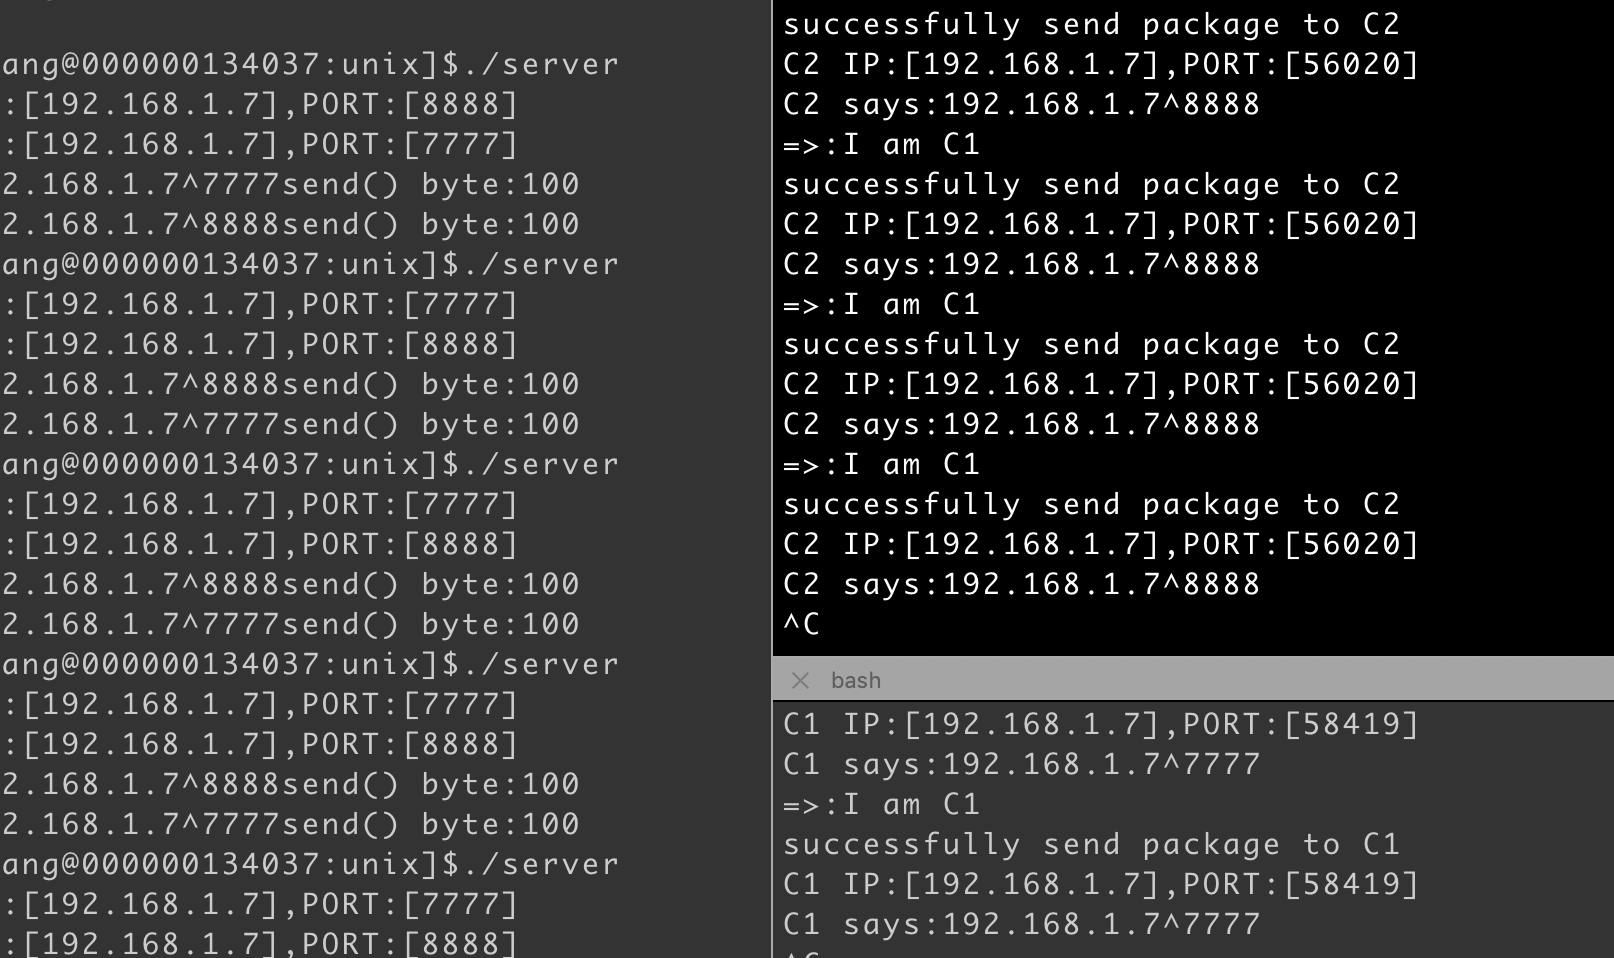 ang@000000134037:unix]$./server
:[192.168.1.7],PORT:[8888]
:[192.168.1.7],PORT:[7777]
2.168.1.7^7777send() byte:100
2.168.1.7^8888send() byte:100
ang@000000134037:unix]$./server
:[192.168.1.7],PORT:[7777]
:[192.168.1.7],PORT:[8888]
2.168.1.7^8888send() byte:100
2.168.1.7^7777send() byte:100
ang@000000134037:unix]$./server
:[192.168.1.7],PORT:[7777]
:[192.168.1.7],PORT:[8888]
2.168.1.7^8888send() byte:100
2.168.1.7^7777send() byte:100
ang@000000134037:unix]$./server
:[192.168.1.7],PORT:[7777]
:[192.168.1.7],PORT:[8888]
2.168.1.7^8888send() byte:100
2.168.1.7^7777send() byte:100
ang@000000134037:unix]$./server
:[192.168.1.7],PORT:[7777]
:[192.168.1.7],PORT:[8888]
successfully send package to C2
C2 IP:[192.168.1.7],PORT:[56020]
C2 says:192.168.1.7^8888
=>:I am C1
successfully send package to C2
C2 IP:[192.168.1.7],PORT:[56020]
C2 says:192.168.1.7^8888
=>:I am C1
successfully send package to C2
C2 IP:[192.168.1.7],PORT:[56020]
C2 says:192.168.1.7^8888
=>:I am C1
successfully send package to C2
C2 IP:[192.168.1.7],PORT:[56020]
C2 says:192.168.1.7^8888
^C
bash
C1 IP:[192.168.1.7],PORT:[58419]
C1 says:192.168.1.7^7777
=>:I am C1
successfully send package to C1
C1 IP:[192.168.1.7],PORT:[58419]
C1 says:192.168.1.7^7777